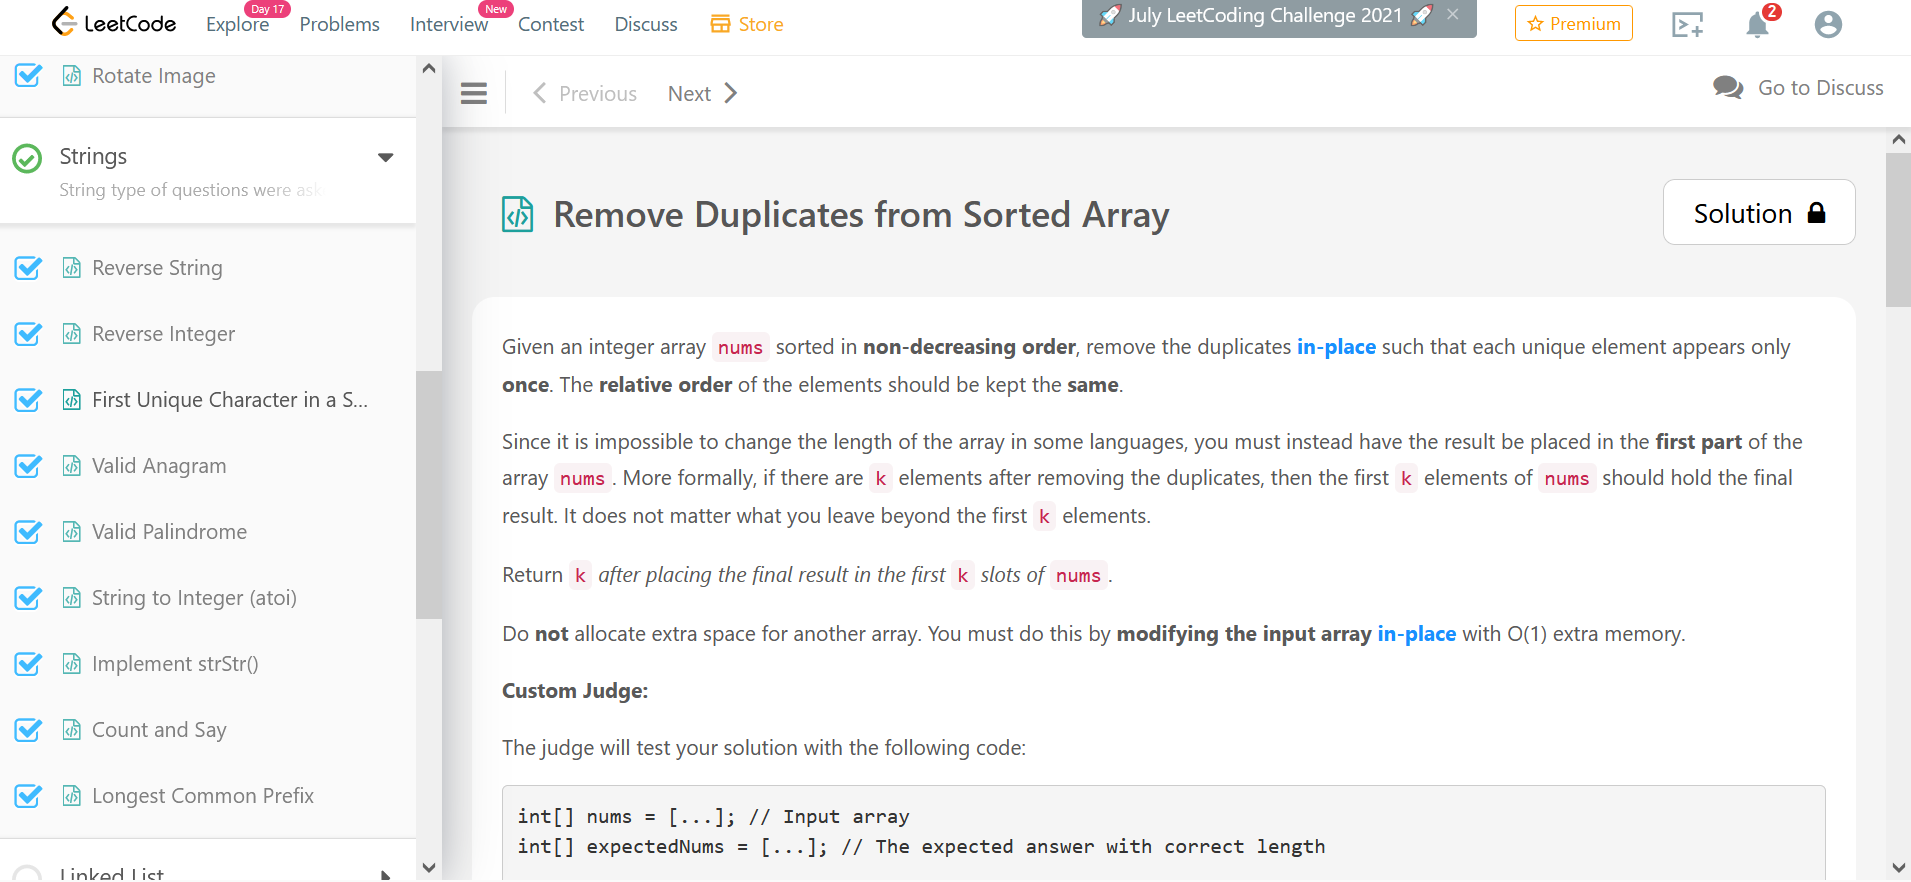 LeetCode
Explore
Day 17
Problems
Interview
New
Contest
Discuss
Store
July LeetCoding Challenge 2021
Premium
2
Rotate Image
Strings
String type of questions were ask
Reverse String
Reverse Integer
First Unique Character in a S...
Valid Anagram
Valid Palindrome
String to Integer (atoi)
Implement strStr()
Count and Say
Longest Common Prefix
Linked List
Previous
Next
Go to Discuss
Remove Duplicates from Sorted Array
Solution
Given an integer array nums sorted in non-decreasing order, remove the duplicates in-place such that each unique element appears only
once. The relative order of the elements should be kept the same.
Since it is impossible to change the length of the array in some languages, you must instead have the result be placed in the first part of the
array nums. More formally, if there are k elements after removing the duplicates, then the first k elements of nums should hold the final
result. It does not matter what you leave beyond the first k elements.
Return k after placing the final result in the first k slots of nums.
Do not allocate extra space for another array. You must do this by modifying the input array in-place with O(1) extra memory.
Custom Judge:
The judge will test your solution with the following code:
int[] nums = [...]; // Input array
int[] expectedNums = [...]; // The expected answer with correct length